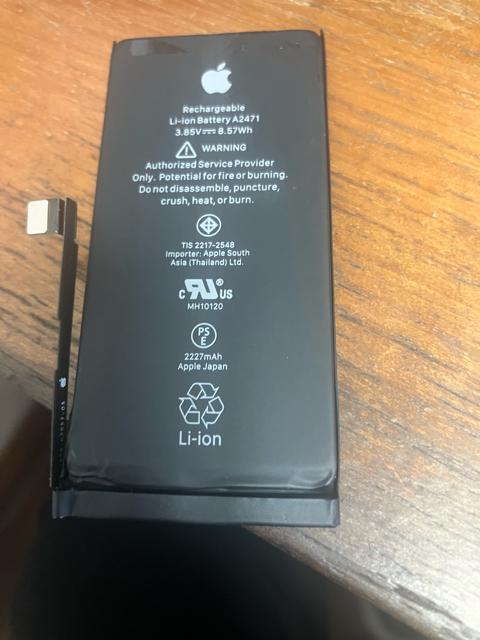 Rechargeable
Li-ion Battery A2471
3.85V⎓ 8.57Wh
WARNING
Authorized Service Provider
Only. Potential for fire or burning.
Do not disassemble, puncture,
crush, heat, or burn.
TIS 2217-2548
Importer: Apple South
Asia (Thailand) Ltd.
c RU® US
MH10120
PS
E
2227mAh
Apple Japan
Li-ion